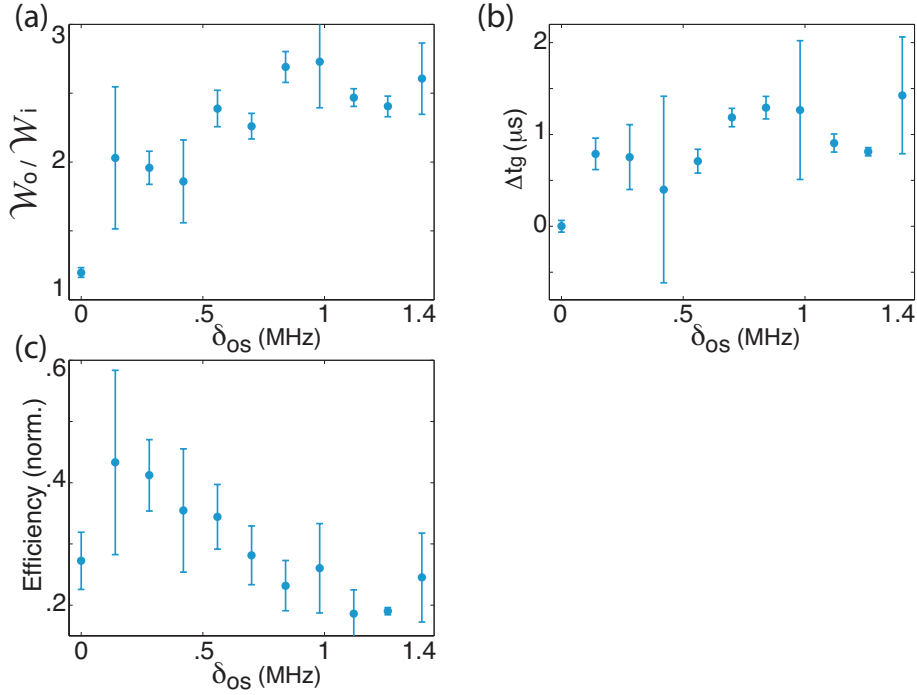 (a)
3
2
1
𝒲o / 𝒲i
0 .5 1 1.4
δos (MHz)
(b)
2
1
0
Δtg (μs)
0 .5 1 1.4
δos (MHz)
(c)
.6
.4
.2
Efficiency (norm.)
0 .5 1 1.4
δos (MHz)